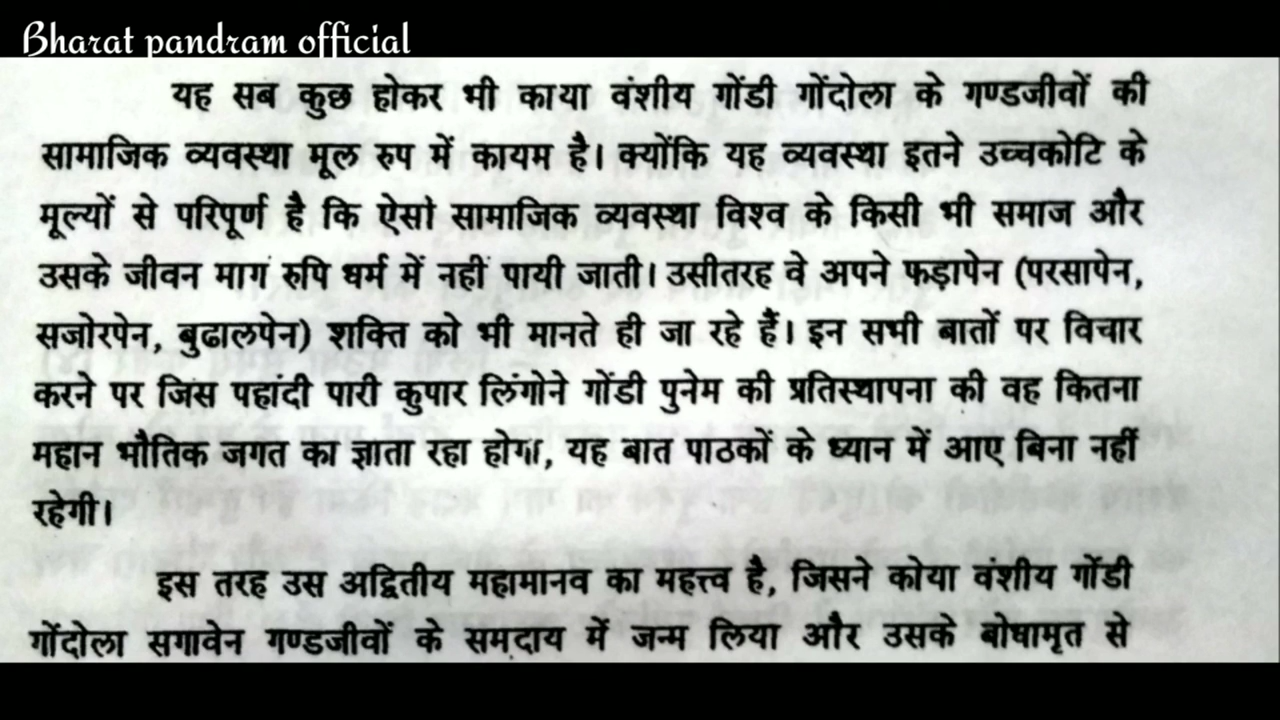 Bharat pandram official
यह सब कुछ होकर भी काया वंशीय गोंडी गोंदोला के गण्डजीवों की
सामाजिक व्यवस्था मूल रुप में कायम है। क्योंकि यह व्यवस्था इतने उच्चकोटि के
मूल्यों से परिपूर्ण है कि ऐसो सामाजिक व्यवस्था विश्व के किसी भी समाज और
उसके जीवन मागं रुपि धर्म में नहीं पायी जाती। उसीतरह वे अपने फड़ापेन (परसापेन,
सजोरपेन, बुढालपेन) शक्ति को भी मानते ही जा रहे हैं। इन सभी बातों पर विचार
करने पर जिस पहांदी पारी कुपार लिंगोने गोंडी पुनेम की प्रतिस्थापना की वह कितना
महान भौतिक जगत का ज्ञाता रहा होगा, यह बात पाठकों के ध्यान में आए बिना नहीं
रहेगी।
इस तरह उस अद्वितीय महामानव का महत्त्व है, जिसने कोया वंशीय गोंडी
गोंदोला सगावेन गण्डजीवों के समदाय में जन्म लिया और उसके बोधामृत से